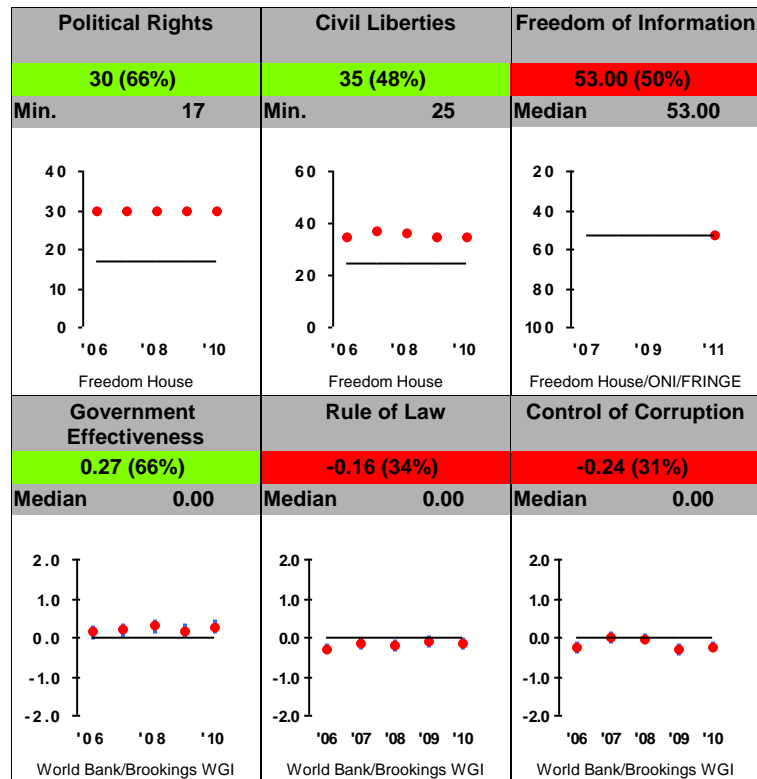 Political Rights
Civil Liberties
Freedom of Information
30 (66%)
35 (48%)
53.00 (50%)
Min. 17
Min. 25
Median 53.00
40
30
20
10
0
'06 '08 '10
Freedom House
60
40
20
0
'06 '08 '10
Freedom House
20
40
60
80
100
'07 '09 '11
Freedom House/ONI/FRINGE
Government
Effectiveness
Rule of Law
Control of Corruption
0.27 (66%)
-0.16 (34%)
-0.24 (31%)
Median 0.00
Median 0.00
Median 0.00
2.0
1.0
0.0
-1.0
-2.0
'06 '08 '10
World Bank/Brookings WGI
2.0
1.0
0.0
-1.0
-2.0
'06 '07 '08 '09 '10
World Bank/Brookings WGI
2.0
1.0
0.0
-1.0
-2.0
'06 '07 '08 '09 '10
World Bank/Brookings WGI